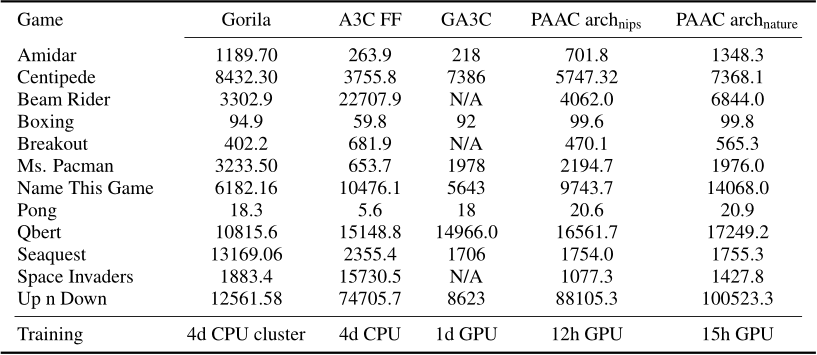 Game Gorila A3C FF GA3C PAAC archnips PAAC archnature
Amidar 1189.70 263.9 218 701.8 1348.3
Centipede 8432.30 3755.8 7386 5747.32 7368.1
Beam Rider 3302.9 22707.9 N/A 4062.0 6844.0
Boxing 94.9 59.8 92 99.6 99.8
Breakout 402.2 681.9 N/A 470.1 565.3
Ms. Pacman 3233.50 653.7 1978 2194.7 1976.0
Name This Game 6182.16 10476.1 5643 9743.7 14068.0
Pong 18.3 5.6 18 20.6 20.9
Qbert 10815.6 15148.8 14966.0 16561.7 17249.2
Seaquest 13169.06 2355.4 1706 1754.0 1755.3
Space Invaders 1883.4 15730.5 N/A 1077.3 1427.8
Up n Down 12561.58 74705.7 8623 88105.3 100523.3
Training 4d CPU cluster 4d CPU 1d GPU 12h GPU 15h GPU